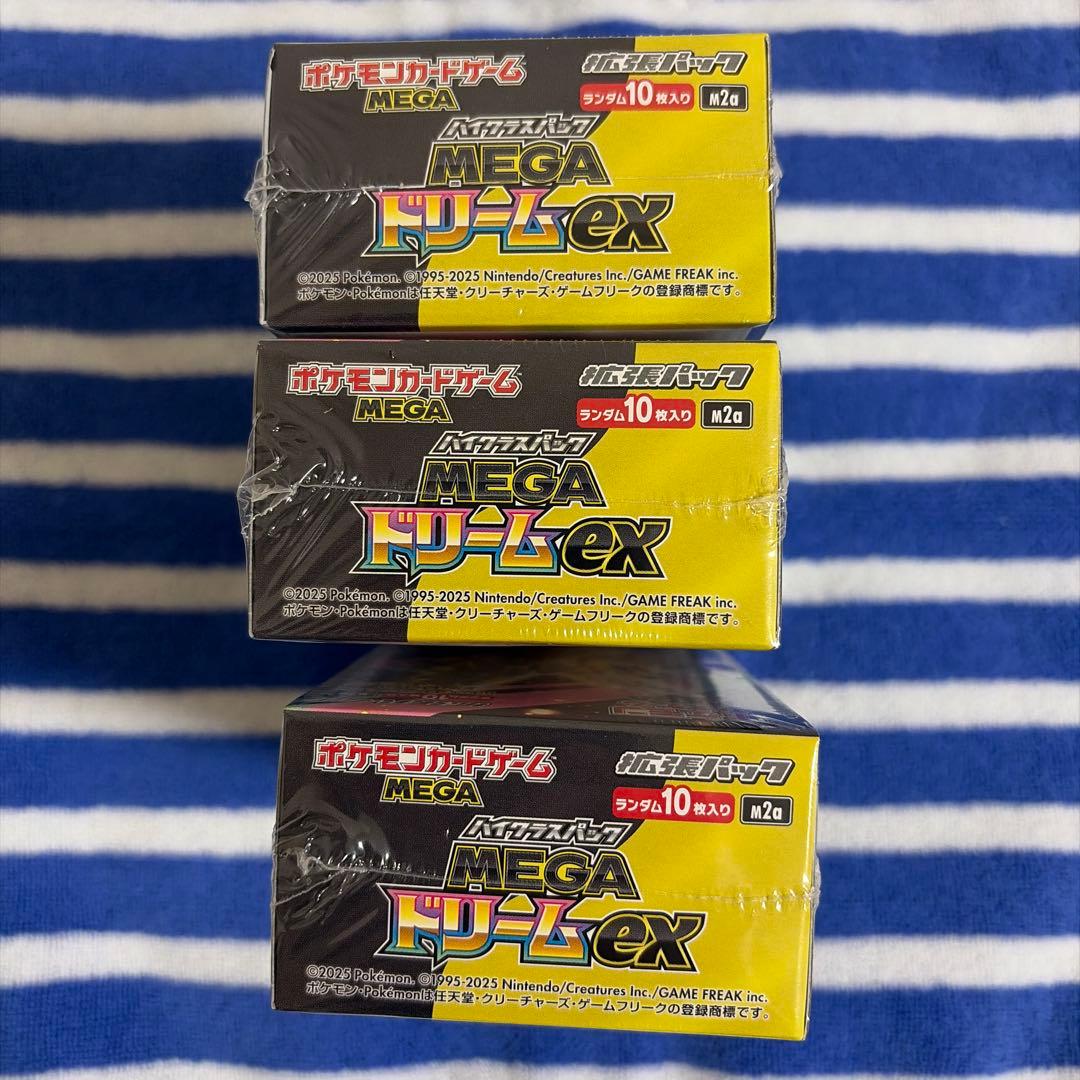 ポケモンカードゲーム
MEGA
拡張パック
ランダム10枚入り M2a
ハイクラスパック
MEGA
ドリームex
©2025 Pokémon. ©1995-2025 Nintendo/Creatures Inc./GAME FREAK inc.
ポケモン・Pokémonは任天堂・クリーチャーズ・ゲームフリークの登録商標です。
ポケモンカードゲーム
MEGA
拡張パック
ランダム10枚入り M2a
ハイクラスパック
MEGA
ドリームex
©2025 Pokémon. ©1995-2025 Nintendo/Creatures Inc./GAME FREAK inc.
ポケモン・Pokémonは任天堂・クリーチャーズ・ゲームフリークの登録商標です。
ポケモンカードゲーム
MEGA
拡張パック
ランダム10枚入り M2a
ハイクラスパック
MEGA
ドリームex
©2025 Pokémon. ©1995-2025 Nintendo/Creatures Inc./GAME FREAK inc.
ポケモン・Pokémonは任天堂・クリーチャーズ・ゲームフリークの登録商標です。